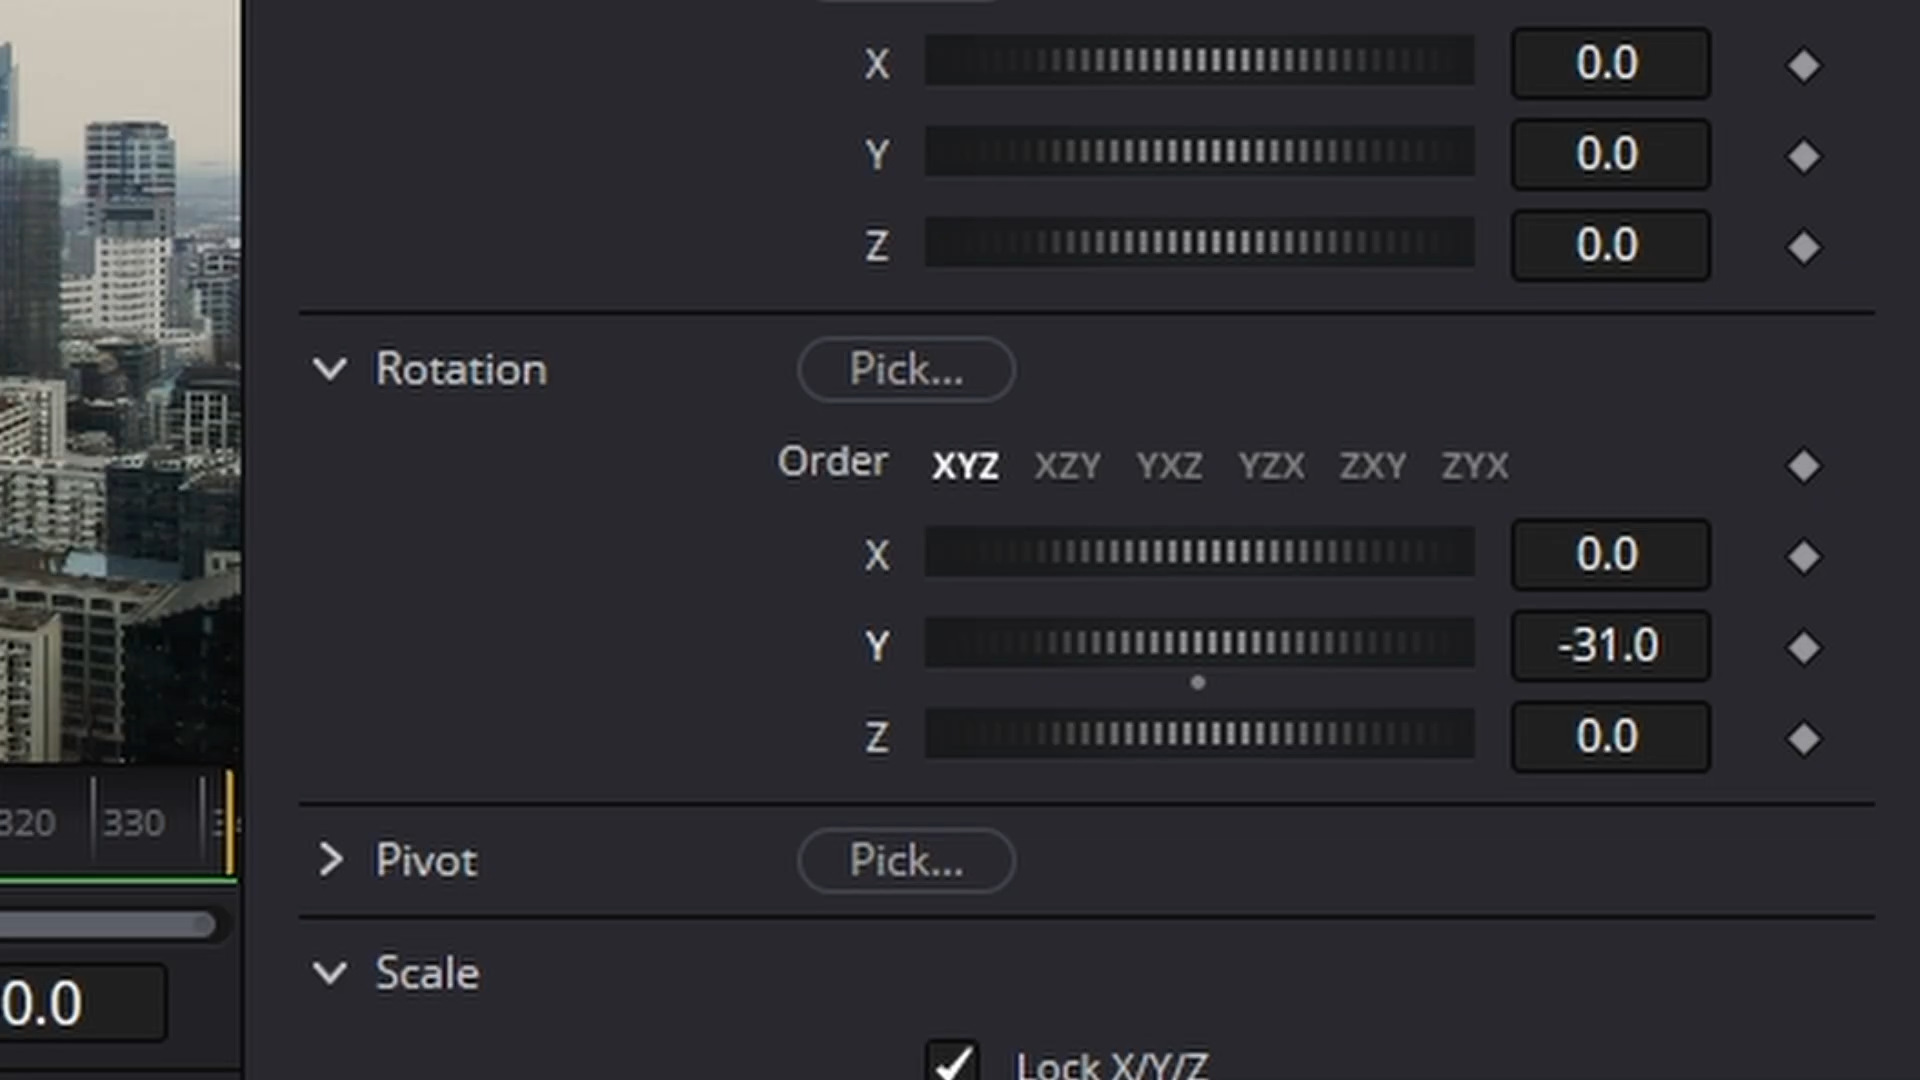 X 0.0
Y 0.0
Z 0.0
Rotation Pick...
Order XYZ XZY YXZ YZX ZXY ZYX
X 0.0
Y -31.0
Z 0.0
320 330
Pivot Pick...
Scale
0.0
Lock X/Y/Z